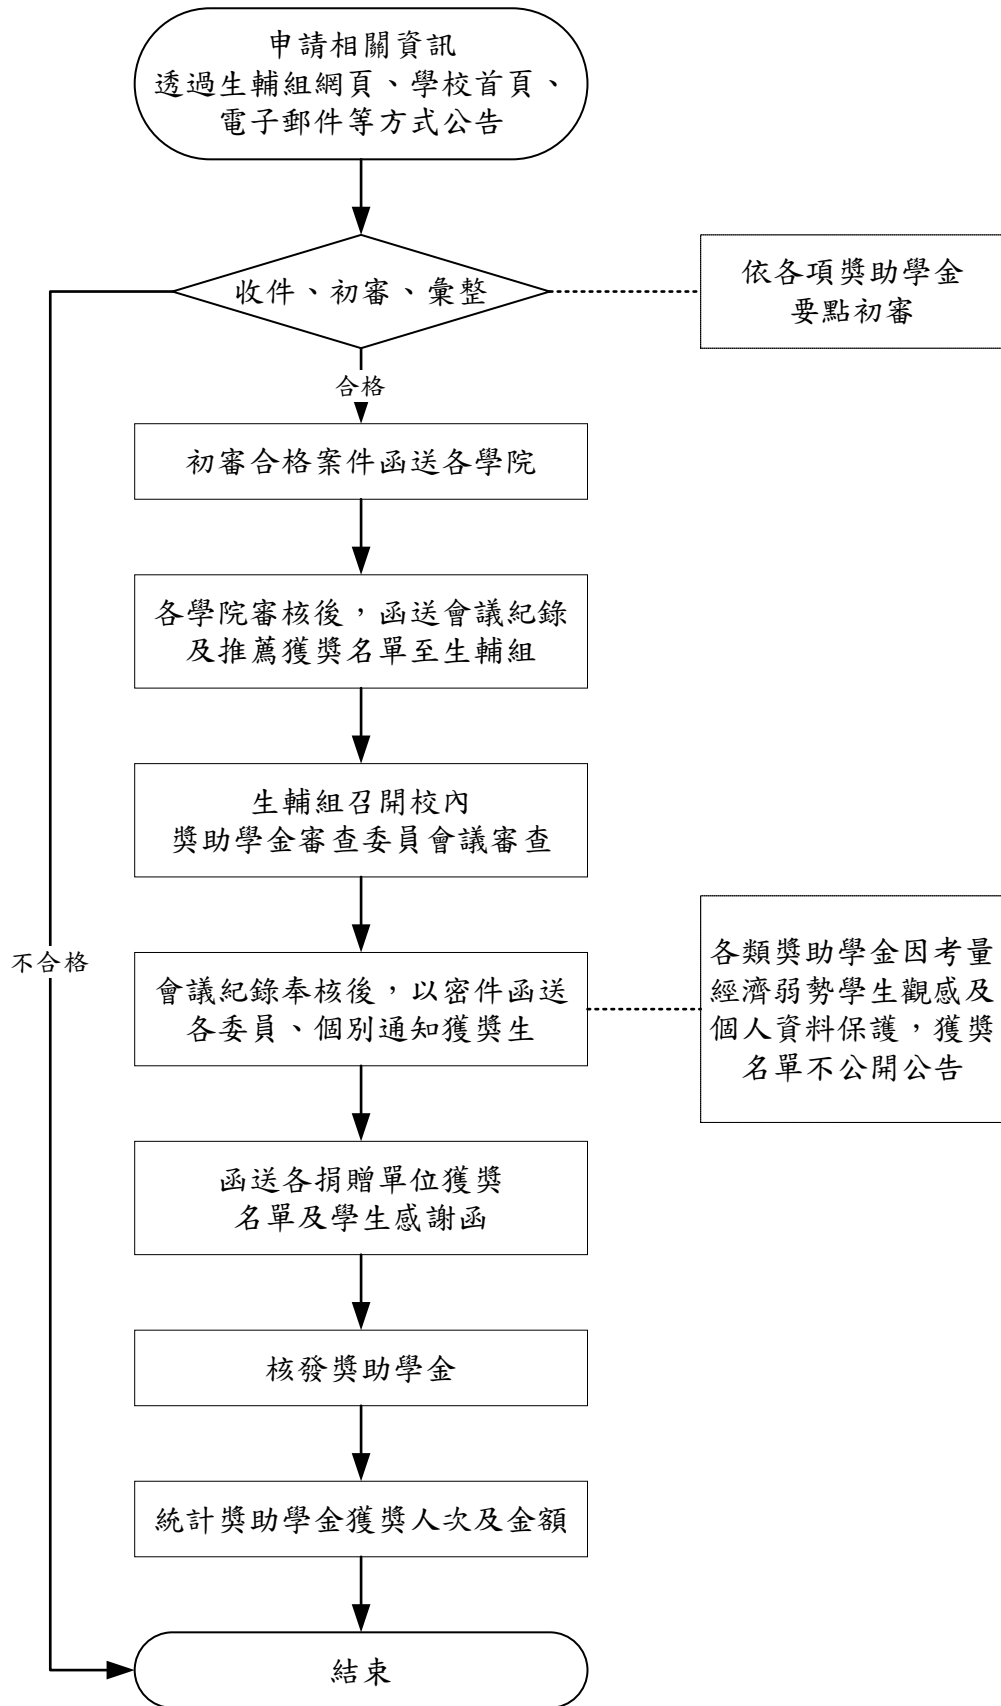 申請相關資訊
透過生輔組網頁、學校首頁、
電子郵件等方式公告
收件、初審、彙整
依各項獎助學金
要點初審
合格
初審合格案件函送各學院
各學院審核後，函送會議紀錄
及推薦獲獎名單至生輔組
生輔組召開校內
獎助學金審查委員會議審查
不合格
會議紀錄奉核後，以密件函送
各委員、個別通知獲獎生
各類獎助學金因考量
經濟弱勢學生觀感及
個人資料保護，獲獎
名單不公開公告
函送各捐贈單位獲獎
名單及學生感謝函
核發獎助學金
統計獎助學金獲獎人次及金額
結束